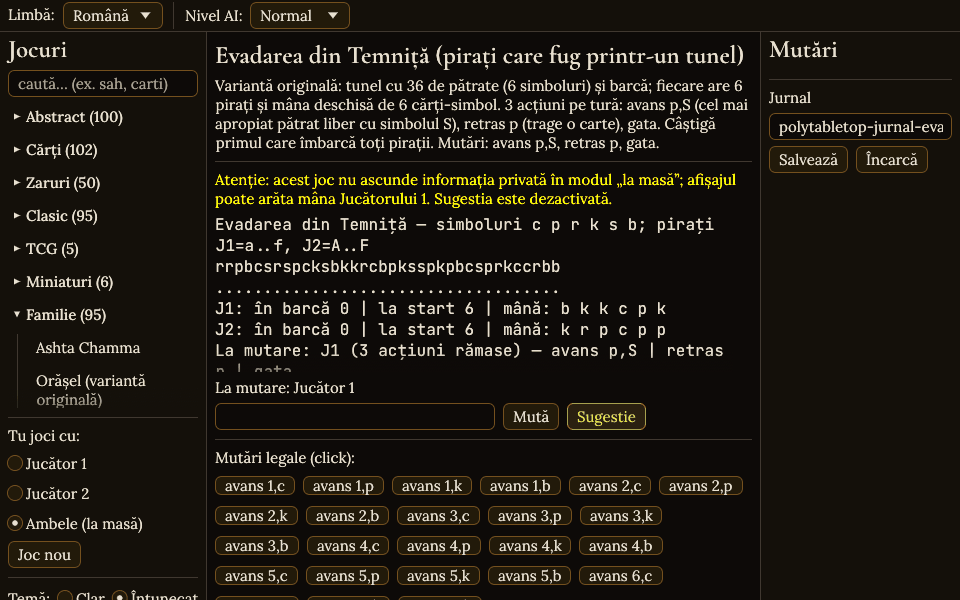 Limbă:
Română
Nivel AI:
Normal
Jocuri
caută... (ex. sah, carti)
Abstract (100)
Cărți (102)
Zaruri (50)
Clasic (95)
TCG (5)
Miniaturi (6)
Familie (95)
Ashta Chamma
Orășel (variantă
originală)
Tu joci cu:
Jucător 1
Jucător 2
Ambele (la masă)
Joc nou
Temă:
Clar
Întunecat
Evadarea din Temniță (pirați care fug printr-un tunel)
Variantă originală: tunel cu 36 de pătrate (6 simboluri) și barcă; fiecare are 6
pirați și mâna deschisă de 6 cărți-simbol. 3 acțiuni pe tură: avans p,S (cel mai
apropiat pătrat liber cu simbolul S), retras p (trage o carte), gata. Câștigă
primul care îmbarcă toți pirații. Mutări: avans p,S, retras p, gata.
Atenție: acest joc nu ascunde informația privată în modul „la masă”; afișajul
poate arăta mâna Jucătorului 1. Sugestia este dezactivată.
Evadarea din Temniță — simboluri c p r k s b; pirați
J1=a..f, J2=A..F
rrpbcsrspcksbkkrcbpksspkpbcsprkccrbb
....................................
J1: în barcă 0 | la start 6 | mână: b k k c p k
J2: în barcă 0 | la start 6 | mână: k r p c p p
La mutare: J1 (3 acțiuni rămase) — avans p,S | retras
p | gata
La mutare: Jucător 1
Mută
Sugestie
Mutări legale (click):
avans 1,c
avans 1,p
avans 1,k
avans 1,b
avans 2,c
avans 2,p
avans 2,k
avans 2,b
avans 3,c
avans 3,p
avans 3,k
avans 3,b
avans 4,c
avans 4,p
avans 4,k
avans 4,b
avans 5,c
avans 5,p
avans 5,k
avans 5,b
avans 6,c
Mutări
Jurnal
polytabletop-jurnal-eva
Salvează
Încarcă